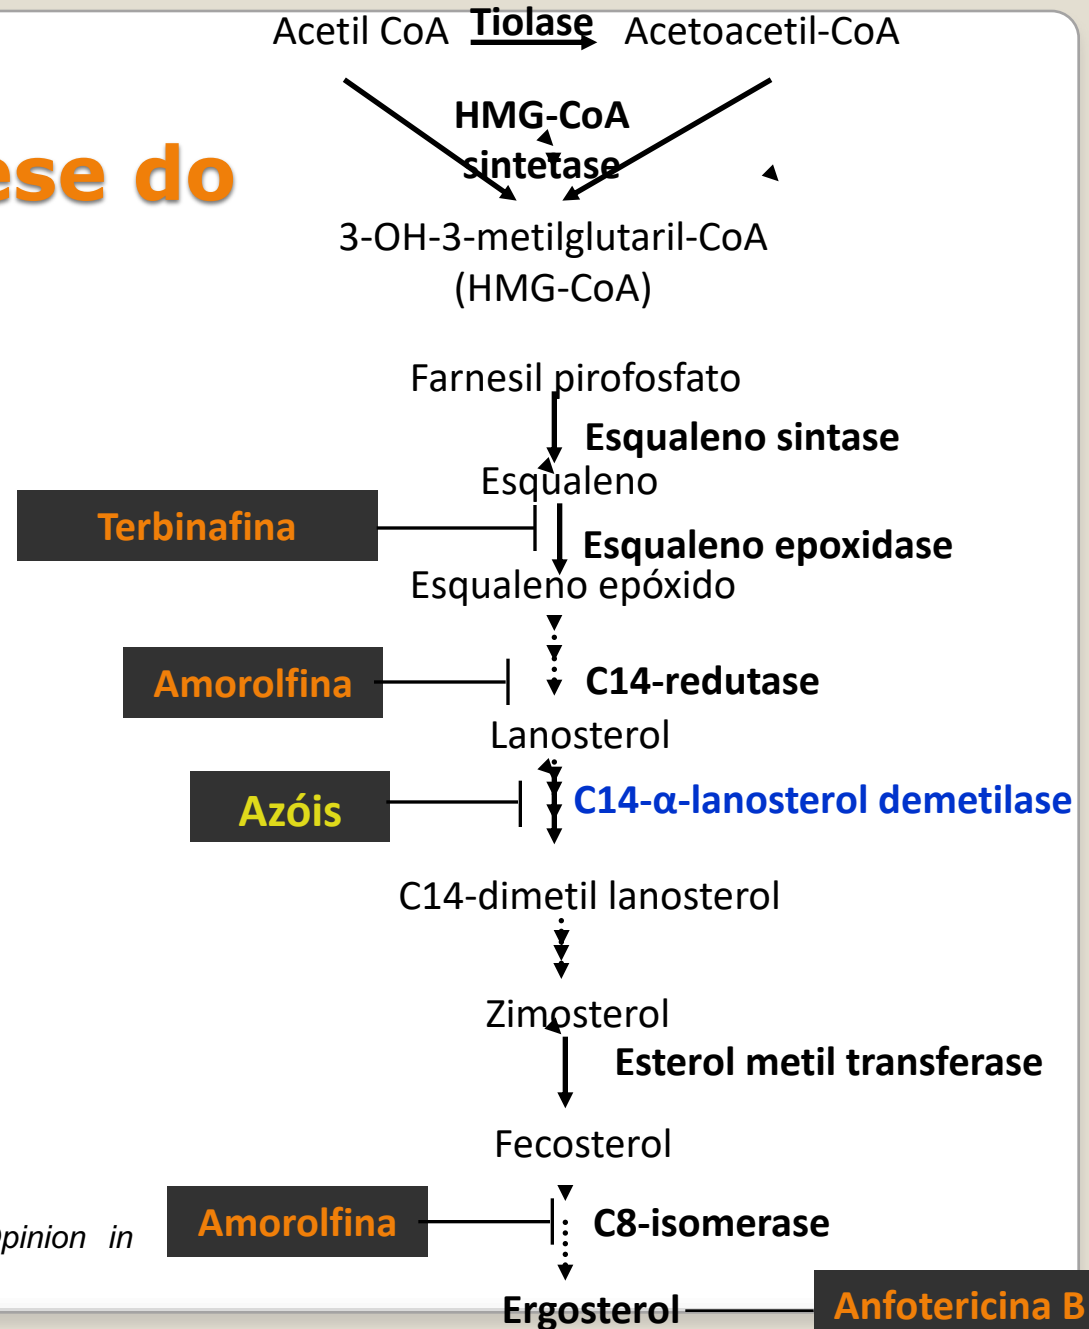 Acetil CoA Tiolase Acetoacetil-CoA
HMG-CoA
sintetase
ese do
3-OH-3-metilglutaril-CoA
(HMG-CoA)
Farnesil pirofosfato
Esqualeno sintase
Esqualeno
Terbinafina
Esqualeno epoxidase
Esqualeno epóxido
Amorolfina
C14-redutase
Lanosterol
Azóis
C14-α-lanosterol demetilase
C14-dimetil lanosterol
Zimosterol
Esterol metil transferase
Fecosterol
Amorolfina
C8-isomerase
pinion in
Ergosterol
Anfotericina B